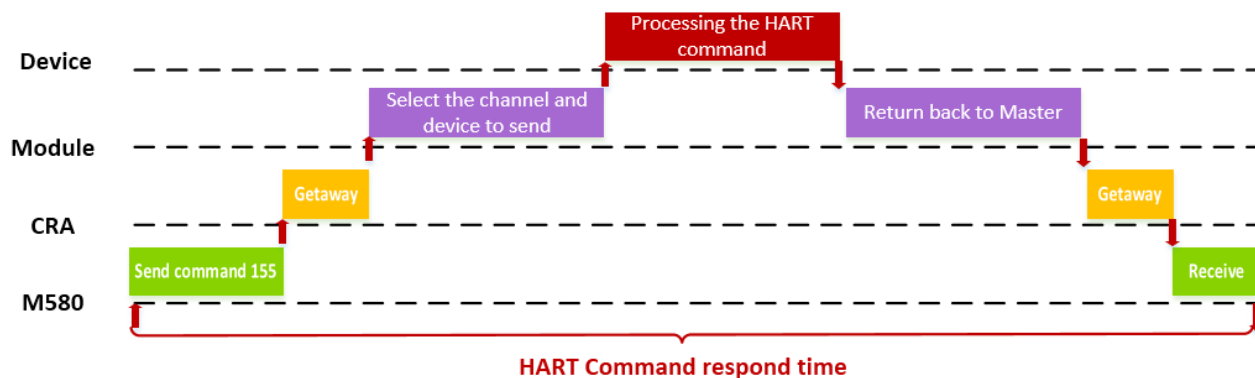 Processing the HART
command
Device
Select the channel and
device to send
Return back to Master
Module
Getaway
Getaway
CRA
Send command 155
Receive
M580
HART Command respond time